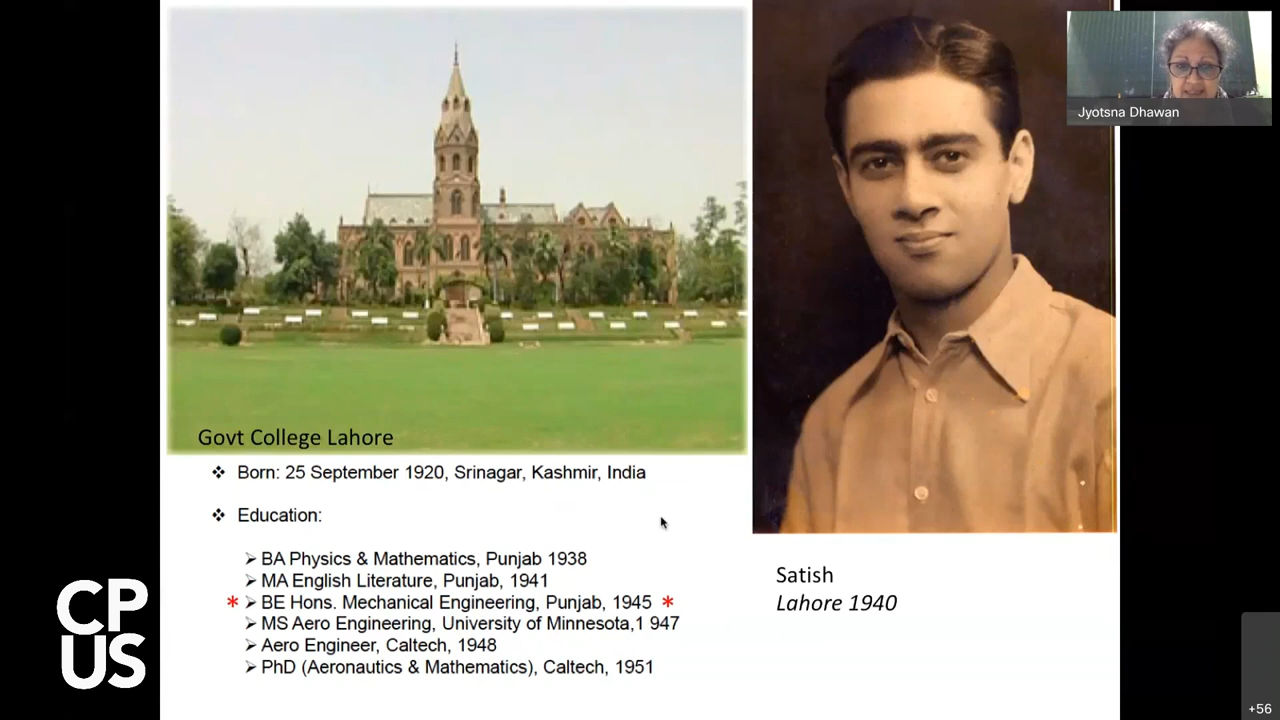 Jyotsna Dhawan
Govt College Lahore
❖ Born: 25 September 1920, Srinagar, Kashmir, India
❖ Education:
➢ BA Physics & Mathematics, Punjab 1938
➢ MA English Literature, Punjab, 1941
* ➢ BE Hons. Mechanical Engineering, Punjab, 1945 *
➢ MS Aero Engineering, University of Minnesota,1 947
➢ Aero Engineer, Caltech, 1948
➢ PhD (Aeronautics & Mathematics), Caltech, 1951
Satish
Lahore 1940
CP
US
+56